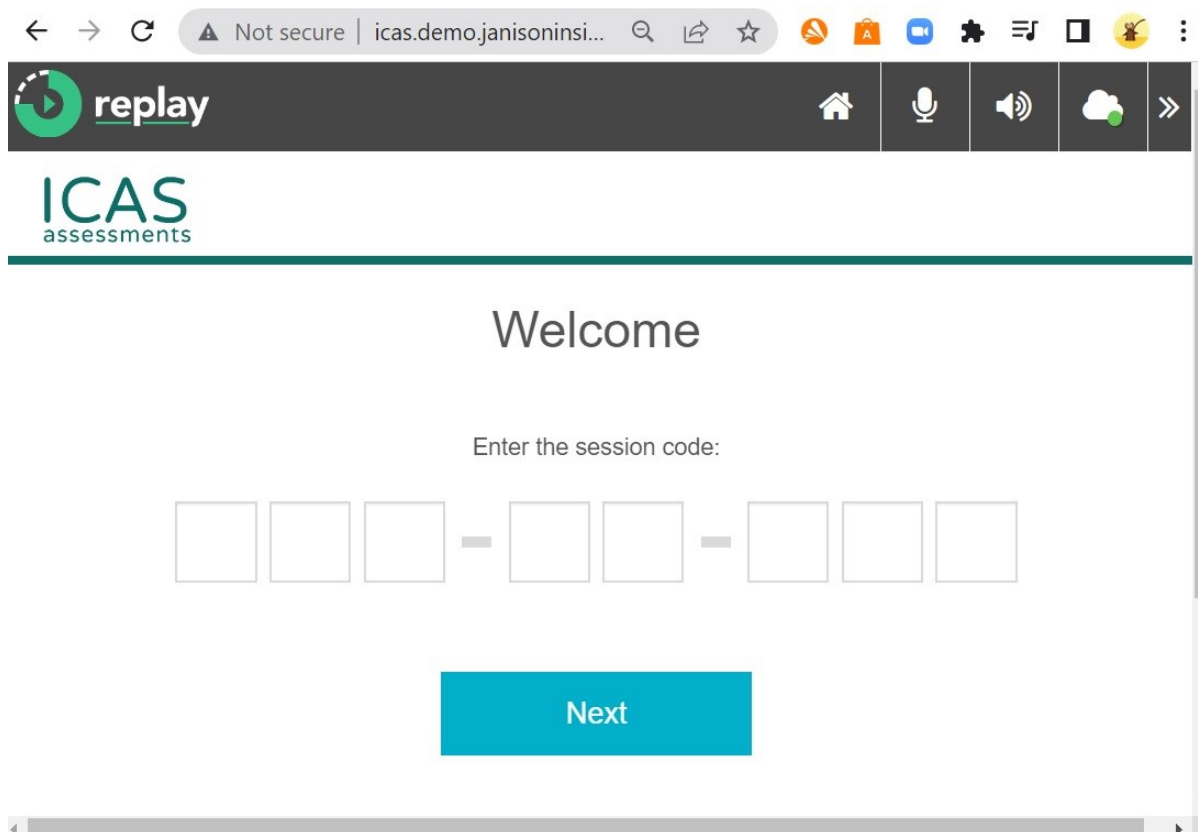 Not secure | icas.demo.janisoninsi...
replay
ICAS
assessments
Welcome
Enter the session code:
Next